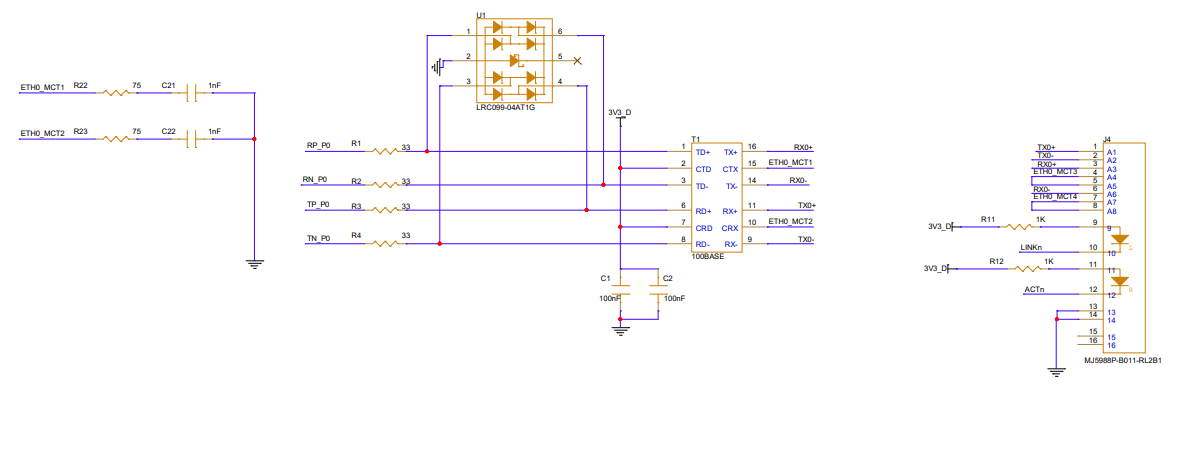 U1
1 6
2 5
3 4
LRC099-04AT1G
ETH0_MCT1 R22 75 C21 1nF
ETH0_MCT2 R23 75 C22 1nF
3V3_D
RP_P0 R1 33
RN_P0 R2 33
TP_P0 R3 33
TN_P0 R4 33
T1
1 TD+ TX+ 16 RX0+
2 CTD CTX 15 ETH0_MCT1
3 TD- TX- 14 RX0-
6 RD+ RX+ 11 TX0+
7 CRD CRX 10 ETH0_MCT2
8 RD- RX- 9 TX0-
100BASE
C1 C2
100nF 100nF
J4
TX0+ 1 A1
TX0- 2 A2
RX0+ 3 A3
ETH0_MCT3 4 A4
5 A5
RX0- 6 A6
ETH0_MCT4 7 A7
8 A8
3V3_D R11 1K 9 9
LINKn 10 10
3V3_D R12 1K 11 11
ACTn 12 12
13 13
14 14
15 15
16 16
MJ5988P-B011-RL2B1